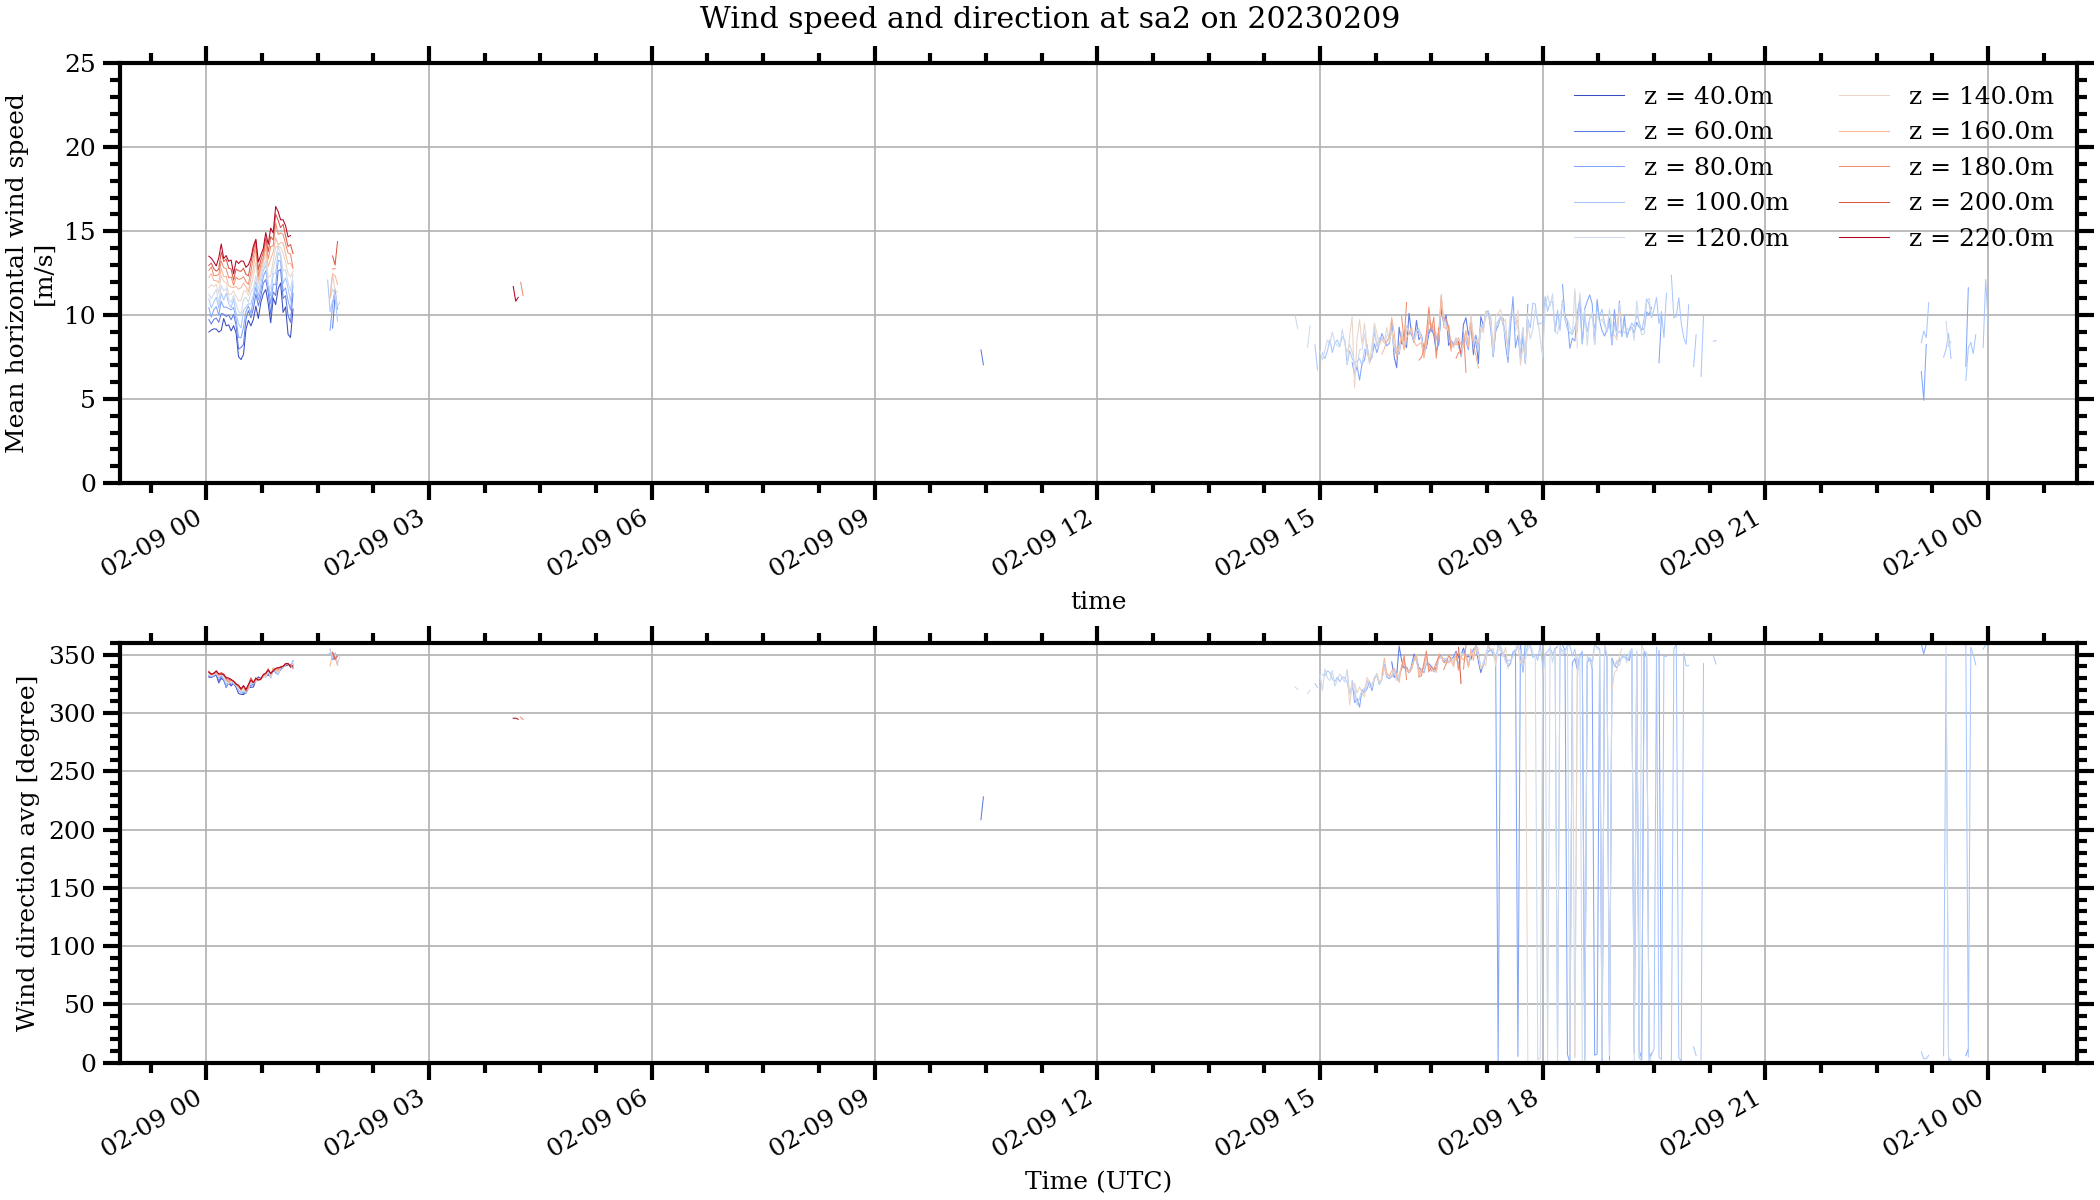 Wind speed and direction at sa2 on 20230209
Mean horizontal wind speed
[m/s]
25
20
15
10
5
0
z = 40.0m
z = 60.0m
z = 80.0m
z = 100.0m
z = 120.0m
z = 140.0m
z = 160.0m
z = 180.0m
z = 200.0m
z = 220.0m
02-09 00
02-09 03
02-09 06
02-09 09
02-09 12
02-09 15
02-09 18
02-09 21
02-10 00
time
Wind direction avg [degree]
350
300
250
200
150
100
50
0
02-09 00
02-09 03
02-09 06
02-09 09
02-09 12
02-09 15
02-09 18
02-09 21
02-10 00
Time (UTC)